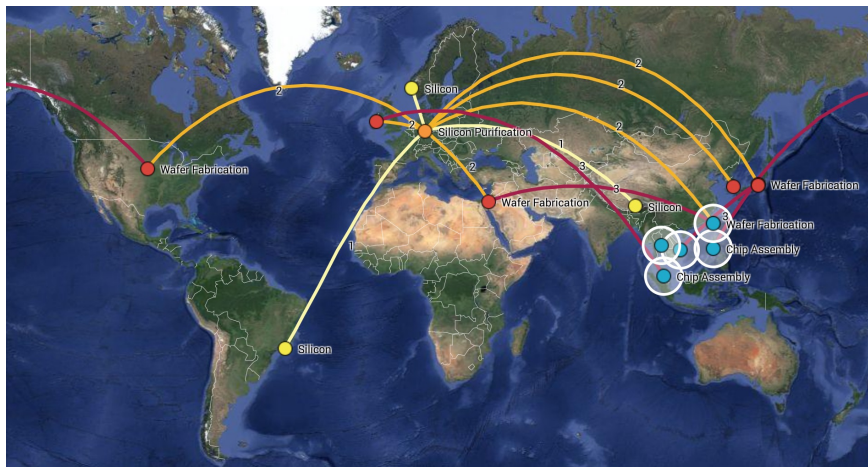 Silicon
2
2
2
2
Silicon Purification
2
1
3
2
Wafer Fabrication
3
Wafer Fabrication
Wafer Fabrication
Silicon
3
Wafer Fabrication
1
Chip Assembly
Chip Assembly
Silicon